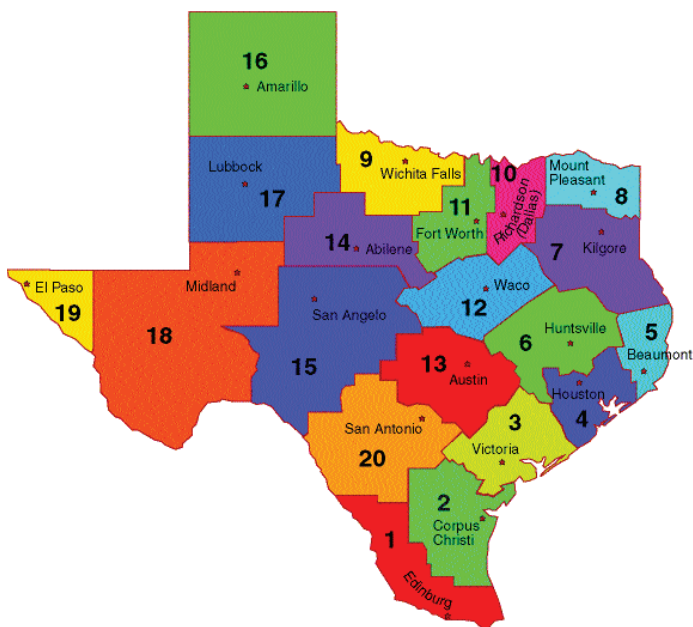 16
Amarillo
Lubbock
17
9
Wichita Falls
10
Richardson
(Dallas)
Mount
Pleasant
8
11
Fort Worth
14
Abilene
7
Kilgore
El Paso
19
Midland
18
San Angelo
15
Waco
12
Huntsville
6
5
Beaumont
13
Austin
Houston
4
3
Victoria
San Antonio
20
2
Corpus
Christi
1
Edinburg